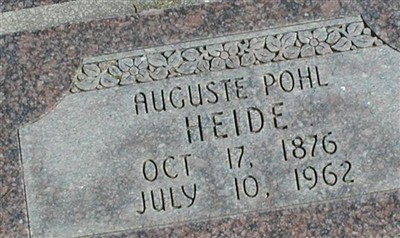 AUGUSTE POHL
HEIDE
OCT 17, 1876
JULY 10, 1962